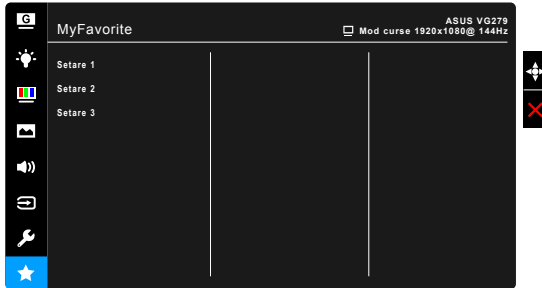 G
ASUS VG279
MyFavorite
Mod curse 1920x1080@ 144Hz
Setare 1
Setare 2
Setare 3